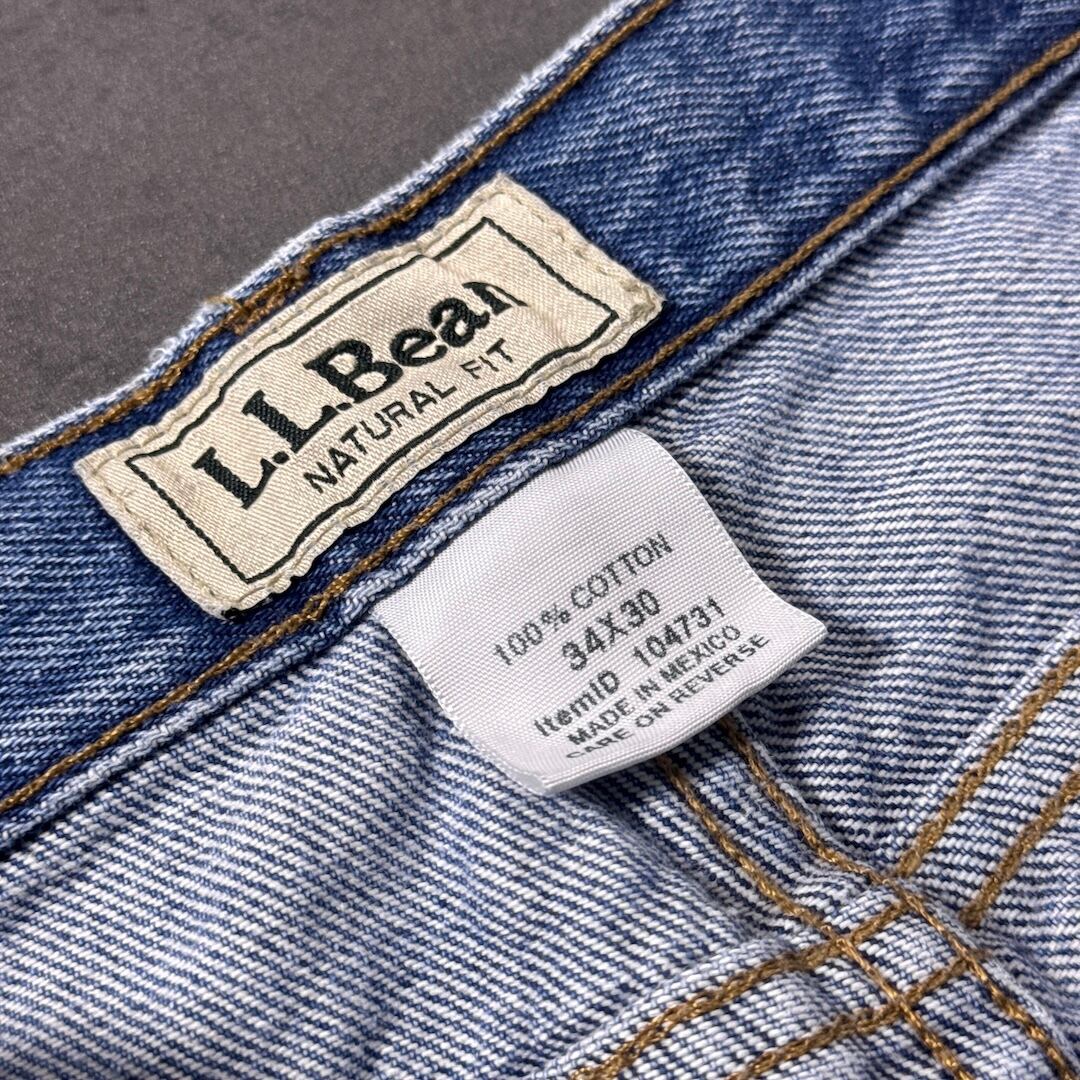 L.L.Bean
NATURAL FIT
100% COTTON
34X30
ItemID 104731
MADE IN MEXICO
CARE ON REVERSE